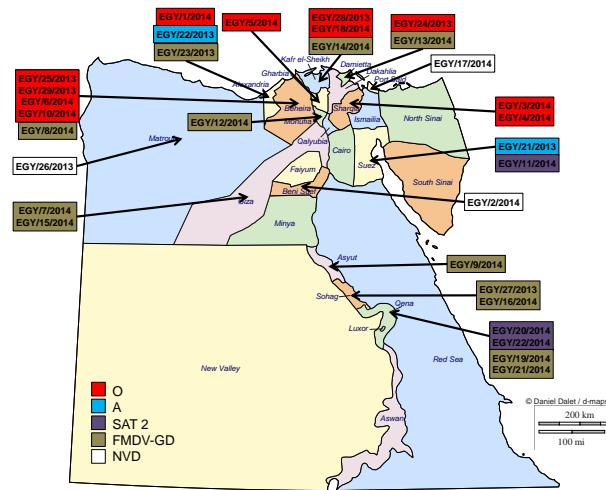 EGY/1/2014
EGY/22/2013
EGY/23/2013
EGY/5/2014
EGY/28/2013
EGY/18/2014
EGY/14/2014
EGY/24/2013
EGY/13/2014
EGY/17/2014
Kafr el-Sheikh
Damietta
Gharbia
Dakahlia
Port Said
Alexandria
EGY/25/2013
EGY/29/2013
EGY/6/2014
EGY/10/2014
EGY/8/2014
Beheira
Sharqia
EGY/3/2014
EGY/4/2014
EGY/12/2014
Monufia
Ismailia
North Sinai
Matrouh
Qalyubia
Cairo
EGY/21/2013
EGY/11/2014
EGY/26/2013
Suez
Faiyum
South Sinai
Beni Suef
EGY/2/2014
EGY/7/2014
EGY/15/2014
Giza
Minya
Asyut
EGY/9/2014
Sohag
EGY/27/2013
EGY/16/2014
Qena
Luxor
EGY/20/2014
EGY/22/2014
EGY/19/2014
EGY/21/2014
Red Sea
New Valley
Aswan
O
A
SAT 2
FMDV-GD
NVD
© Daniel Dalet / d-maps
200 km
100 mi